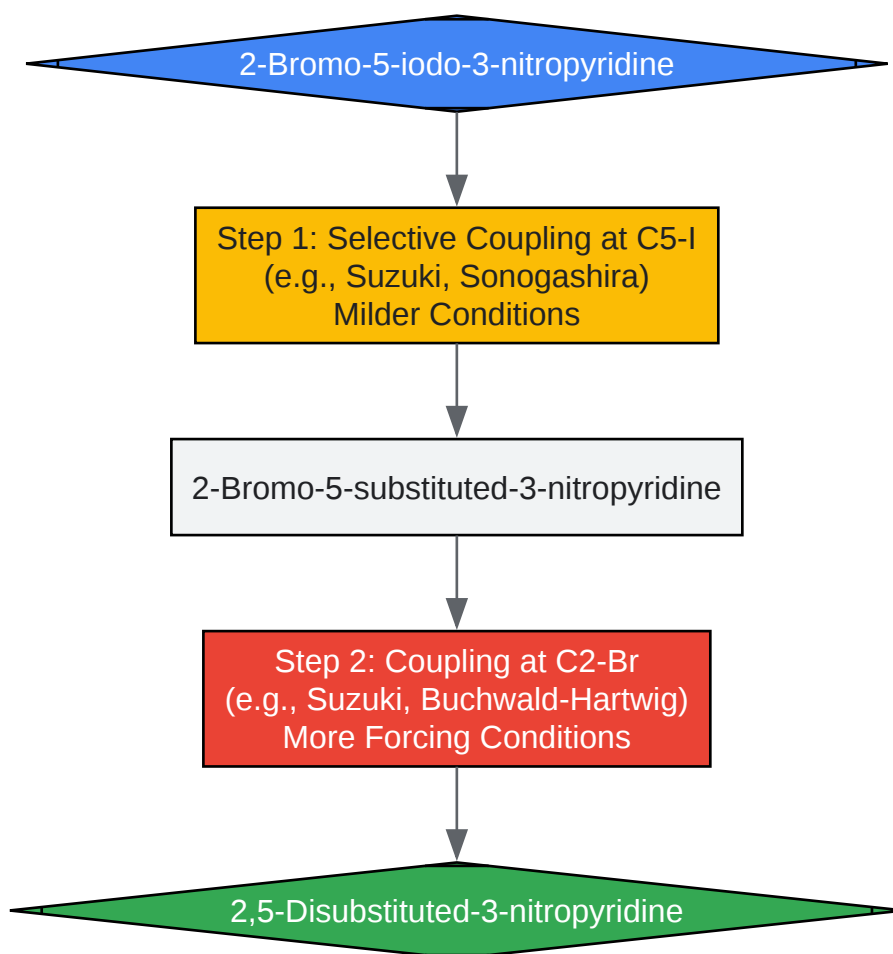 2-Bromo-5-iodo-3-nitropyridine
Step 1: Selective Coupling at C5-I
(e.g., Suzuki, Sonogashira)
Milder Conditions
2-Bromo-5-substituted-3-nitropyridine
Step 2: Coupling at C2-Br
(e.g., Suzuki, Buchwald-Hartwig)
More Forcing Conditions
2,5-Disubstituted-3-nitropyridine